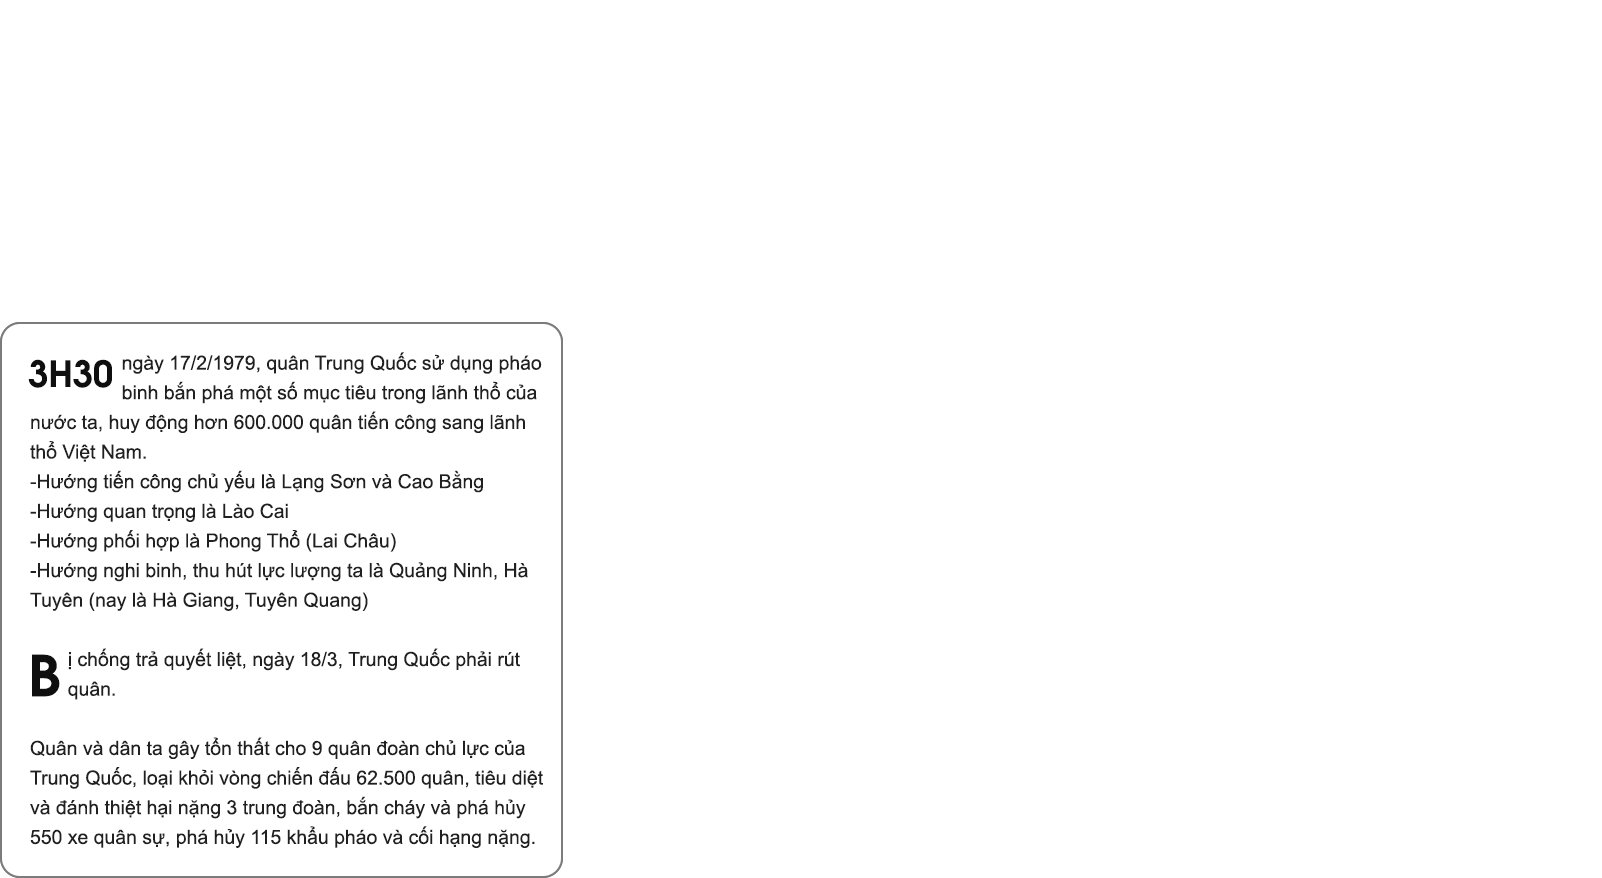 3H30 ngày 17/2/1979, quân Trung Quốc sử dụng pháo
binh bắn phá một số mục tiêu trong lãnh thổ của
nước ta, huy động hơn 600.000 quân tiến công sang lãnh
thổ Việt Nam.
-Hướng tiến công chủ yếu là Lạng Sơn và Cao Bằng
-Hướng quan trọng là Lào Cai
-Hướng phối hợp là Phong Thổ (Lai Châu)
-Hướng nghi binh, thu hút lực lượng ta là Quảng Ninh, Hà
Tuyên (nay là Hà Giang, Tuyên Quang)
Bị chống trả quyết liệt, ngày 18/3, Trung Quốc phải rút
quân.
Quân và dân ta gây tổn thất cho 9 quân đoàn chủ lực của
Trung Quốc, loại khỏi vòng chiến đấu 62.500 quân, tiêu diệt
và đánh thiệt hại nặng 3 trung đoàn, bắn cháy và phá hủy
550 xe quân sự, phá hủy 115 khẩu pháo và cối hạng nặng.